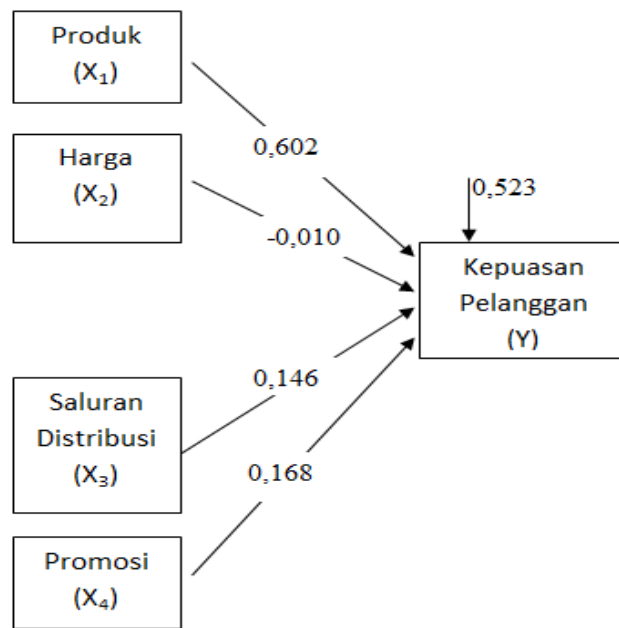 Produk
(X₁)
0,602
Harga
(X₂)
-0,010
0,523
Kepuasan
Pelanggan
(Y)
Saluran
Distribusi
(X₃)
0,146
0,168
Promosi
(X₄)